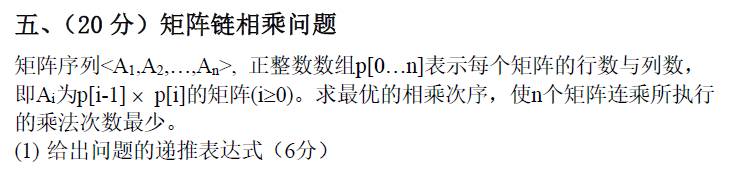 五、（20 分）矩阵链相乘问题
矩阵序列<A₁,A₂,…,Aₙ>, 正整数数组p[0…n]表示每个矩阵的行数与列数，
即Aᵢ为p[i-1] × p[i]的矩阵(i≥0)。求最优的相乘次序，使n个矩阵连乘所执行
的乘法次数最少。
(1) 给出问题的递推表达式（6分）